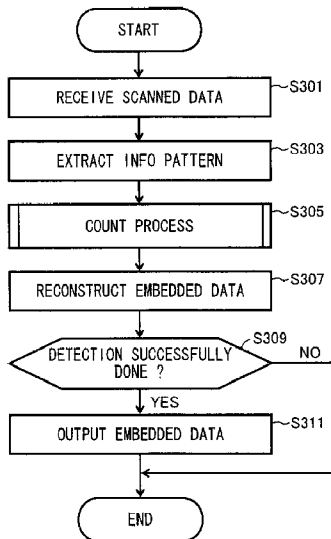 START
RECEIVE SCANNED DATA
S301
EXTRACT INFO PATTERN
S303
COUNT PROCESS
S305
RECONSTRUCT EMBEDDED DATA
S307
S309
DETECTION SUCCESSFULLY
DONE ?
NO
YES
OUTPUT EMBEDDED DATA
S311
END